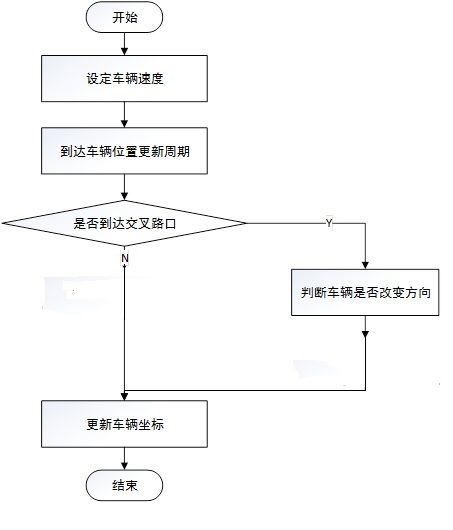 开始
设定车辆速度
到达车辆位置更新周期
是否到达交叉路口
Y
N
判断车辆是否改变方向
更新车辆坐标
结束